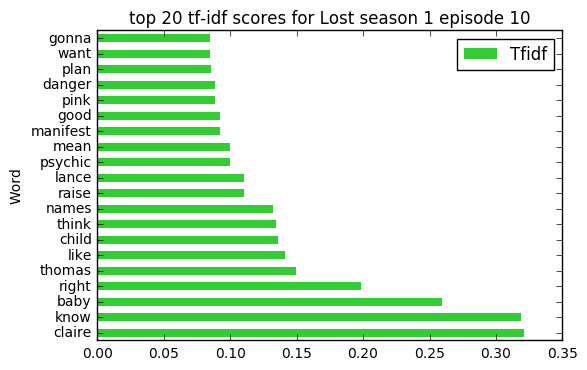 top 20 tf-idf scores for Lost season 1 episode 10
Tfidf
Word
gonna
want
plan
danger
pink
good
manifest
mean
psychic
lance
raise
names
think
child
like
thomas
right
baby
know
claire
0.00 0.05 0.10 0.15 0.20 0.25 0.30 0.35